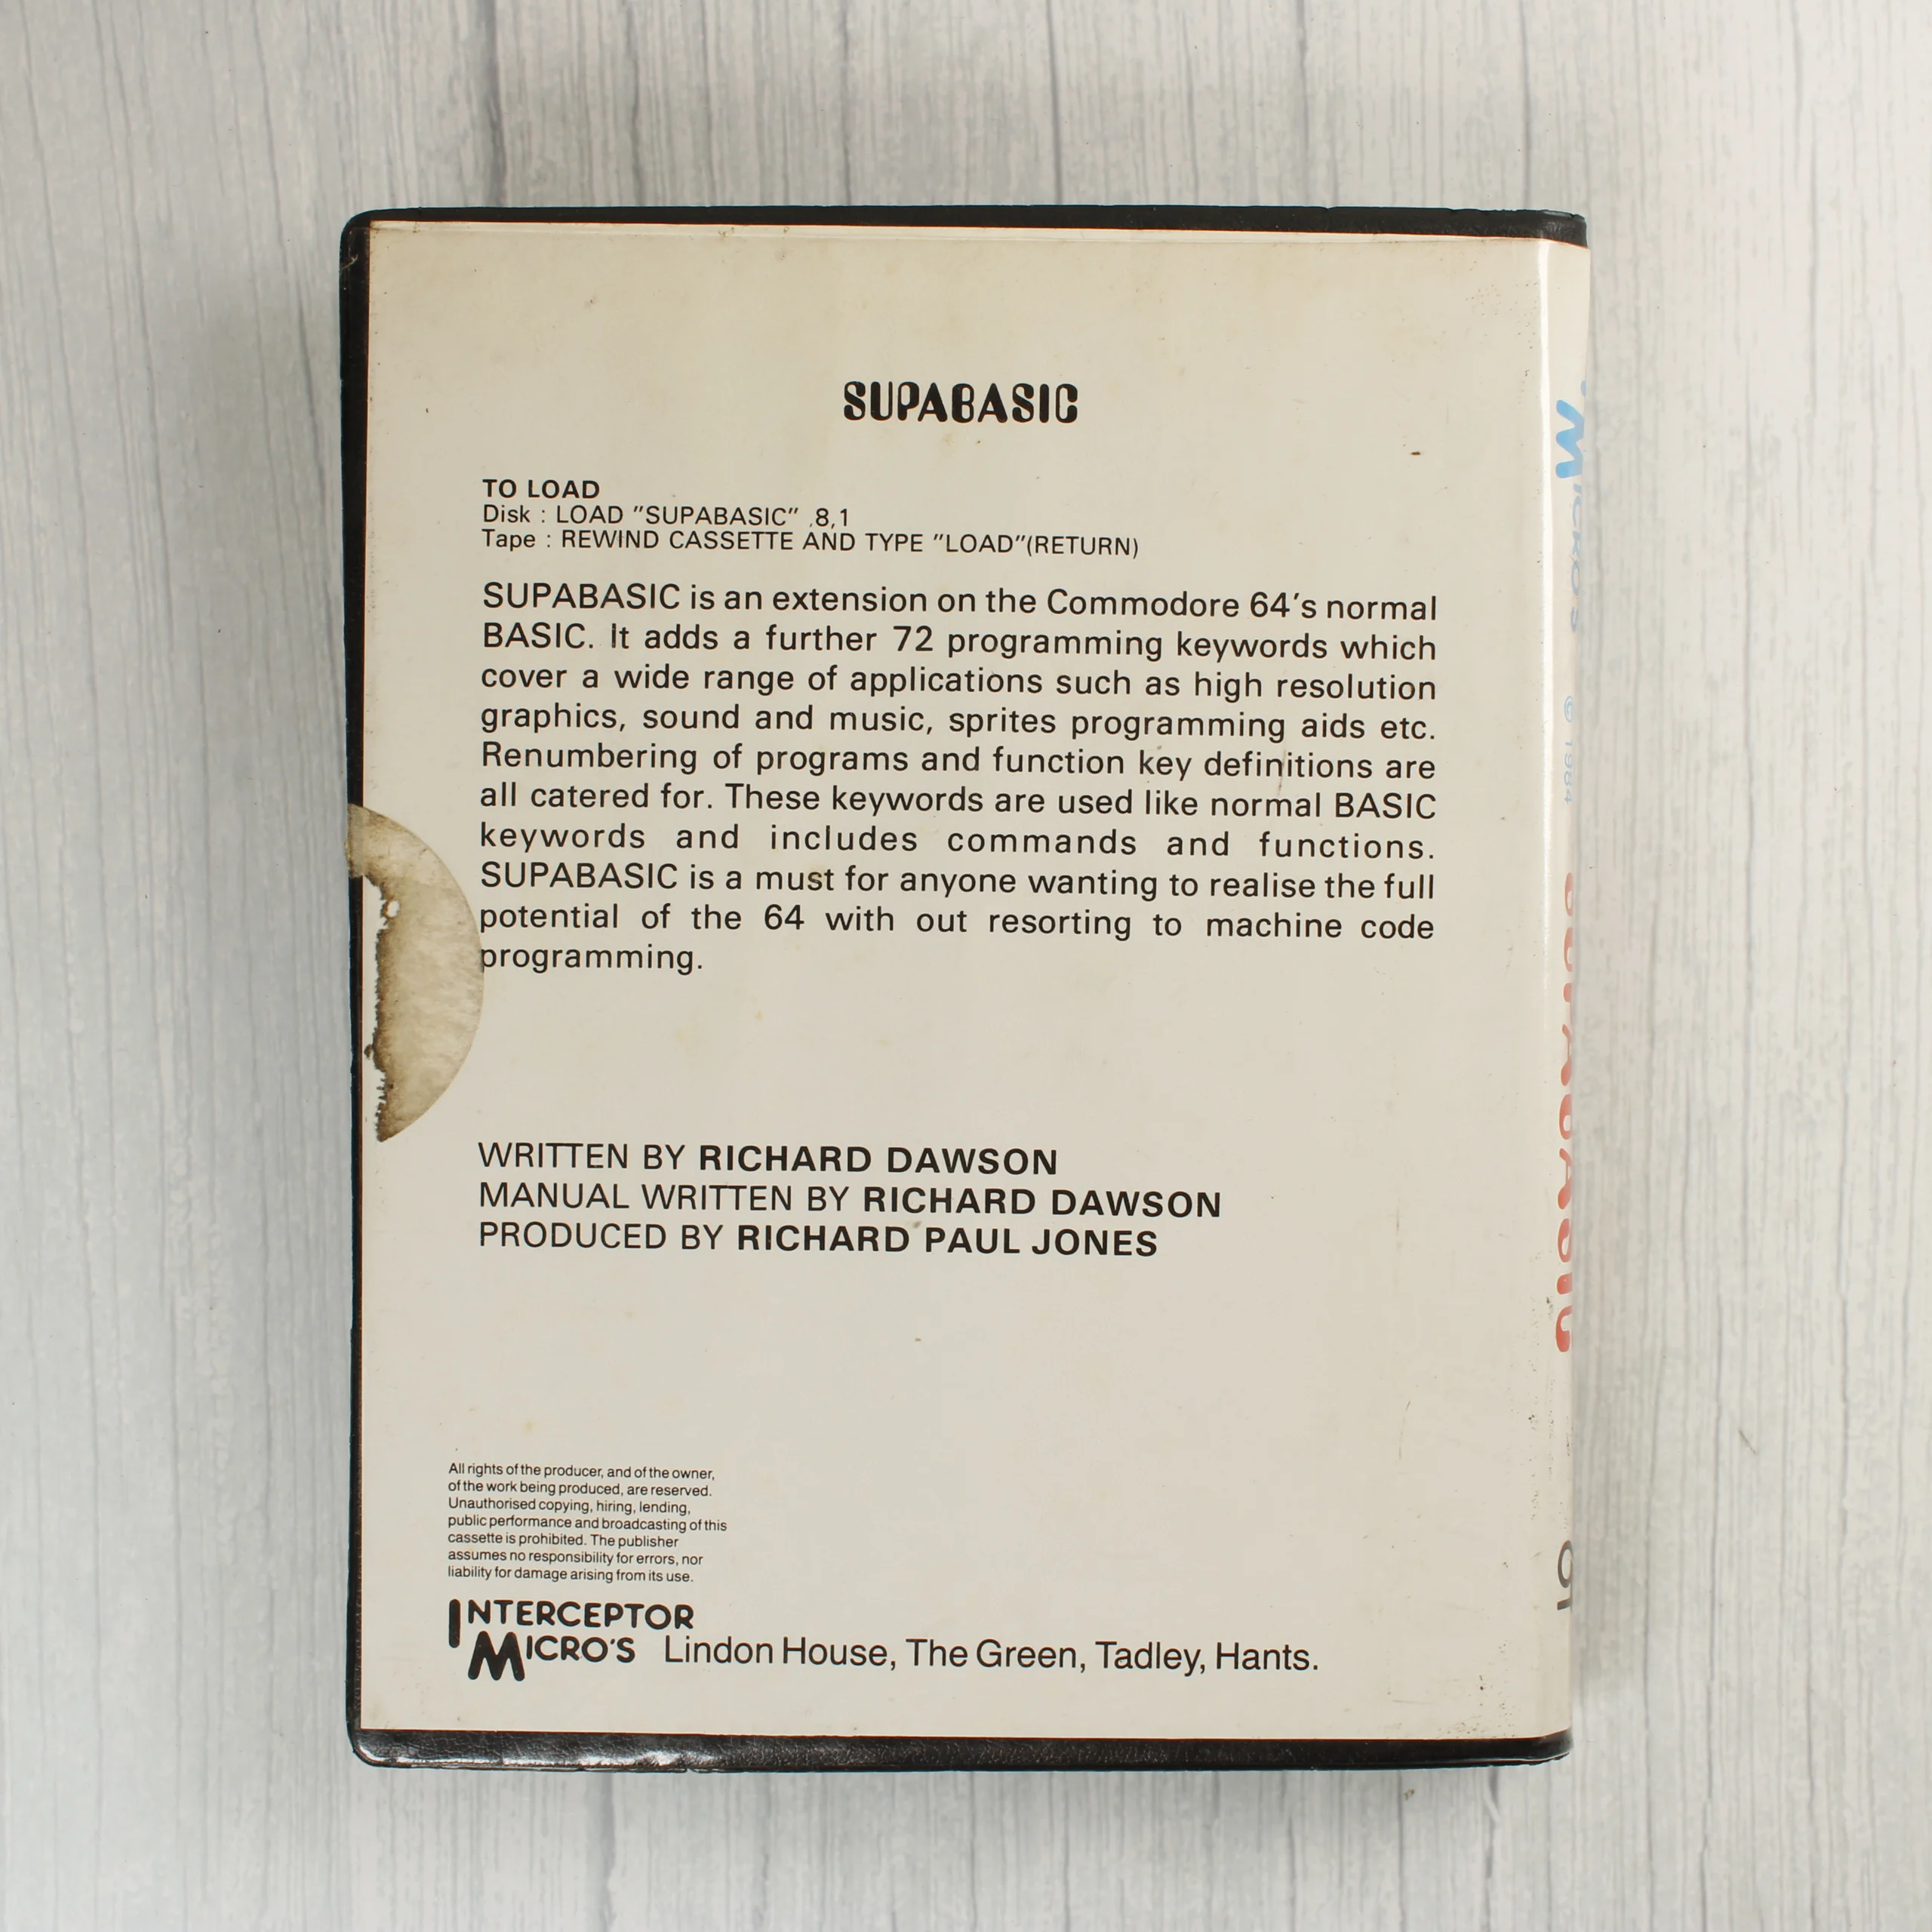 SUPABASIC
TO LOAD
Disk : LOAD "SUPABASIC" ,8,1
Tape : REWIND CASSETTE AND TYPE "LOAD"(RETURN)
SUPABASIC is an extension on the Commodore 64's normal
BASIC. It adds a further 72 programming keywords which
cover a wide range of applications such as high resolution
graphics, sound and music, sprites programming aids etc.
Renumbering of programs and function key definitions are
all catered for. These keywords are used like normal BASIC
keywords and includes commands and functions.
SUPABASIC is a must for anyone wanting to realise the full
potential of the 64 with out resorting to machine code
programming.
WRITTEN BY RICHARD DAWSON
MANUAL WRITTEN BY RICHARD DAWSON
PRODUCED BY RICHARD PAUL JONES
All rights of the producer, and of the owner,
of the work being produced, are reserved.
Unauthorised copying, hiring, lending,
public performance and broadcasting of this
cassette is prohibited. The publisher
assumes no responsibility for errors, nor
liability for damage arising from its use.
INTERCEPTOR
MICRO'S Lindon House, The Green, Tadley, Hants.
MICROS © 1984 SUPABASIC